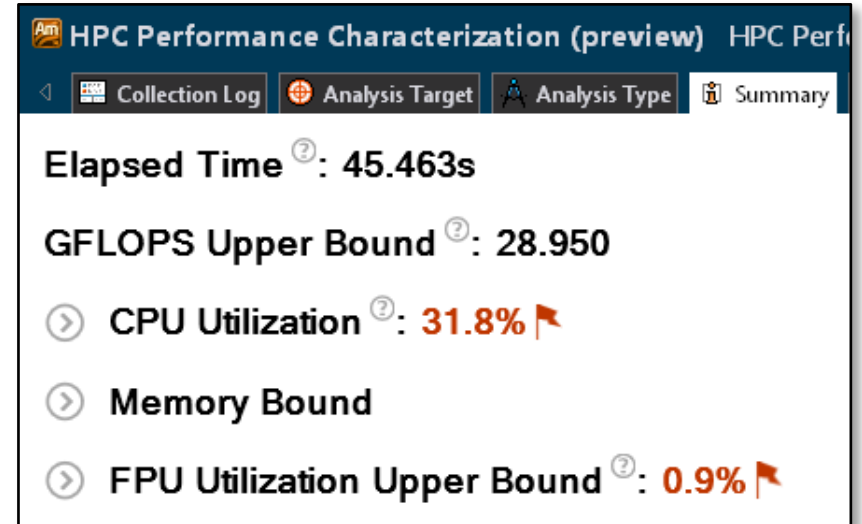 Am HPC Performance Characterization (preview) HPC Perf
Collection Log Analysis Target Analysis Type Summary
Elapsed Time ?: 45.463s
GFLOPS Upper Bound ?: 28.950
CPU Utilization ?: 31.8%
Memory Bound
FPU Utilization Upper Bound ?: 0.9%